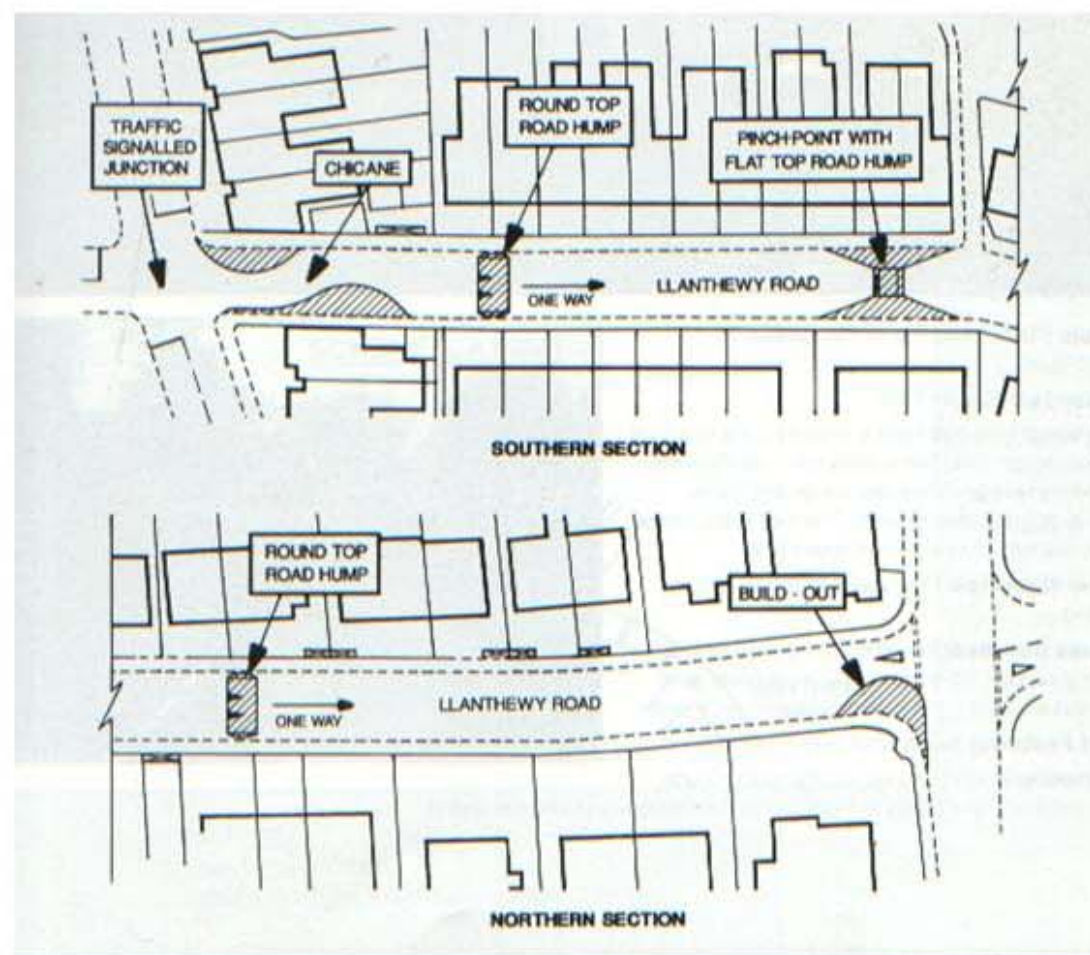 TRAFFIC
SIGNALLED
JUNCTION
CHICANE
ROUND TOP
ROAD HUMP
PINCH-POINT WITH
FLAT TOP ROAD HUMP
ONE WAY
LLANTHEWY ROAD
SOUTHERN SECTION
ROUND TOP
ROAD HUMP
BUILD - OUT
ONE WAY
LLANTHEWY ROAD
NORTHERN SECTION